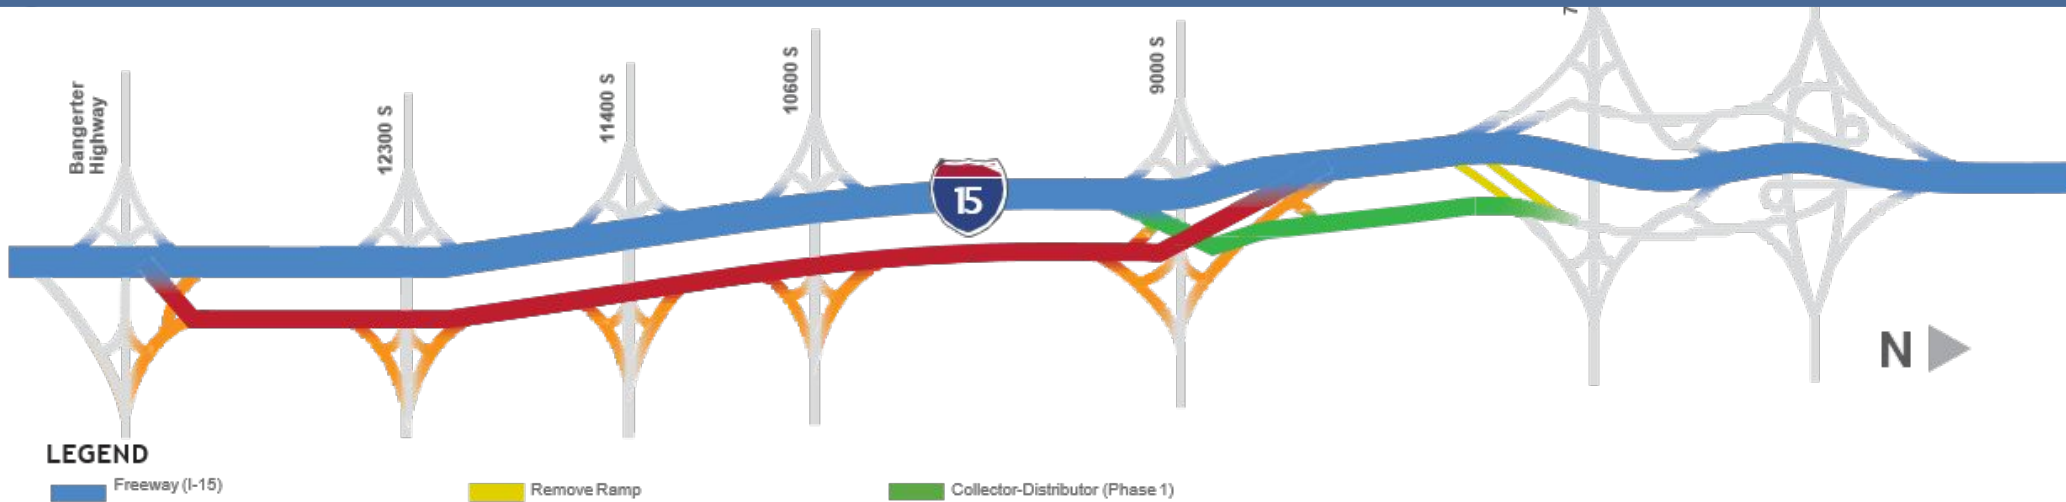 Bangerter
Highway
12300 S
11400 S
10600 S
9000 S
15
N
LEGEND
Freeway (I-15)
Remove Ramp
Collector-Distributor (Phase 1)